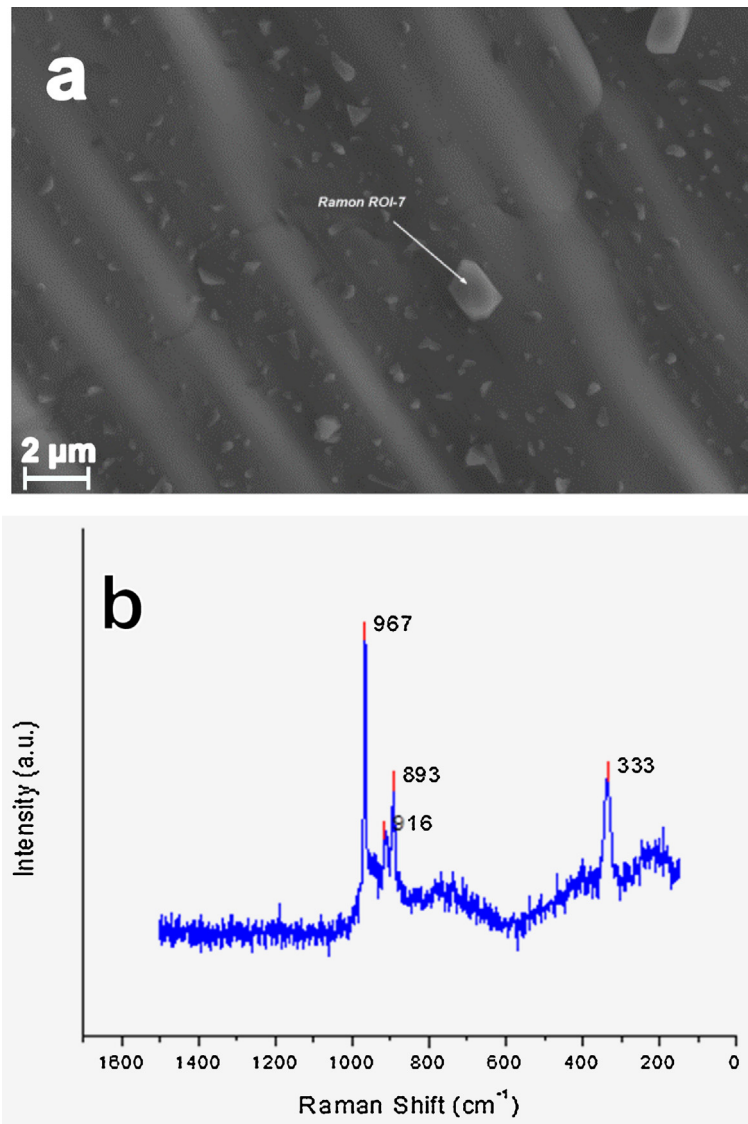 a
Ramon ROI-7
2 µm
b
967
893
916
333
Intensity (a.u.)
1600 1400 1200 1000 800 600 400 200 0
Raman Shift (cm⁻¹)